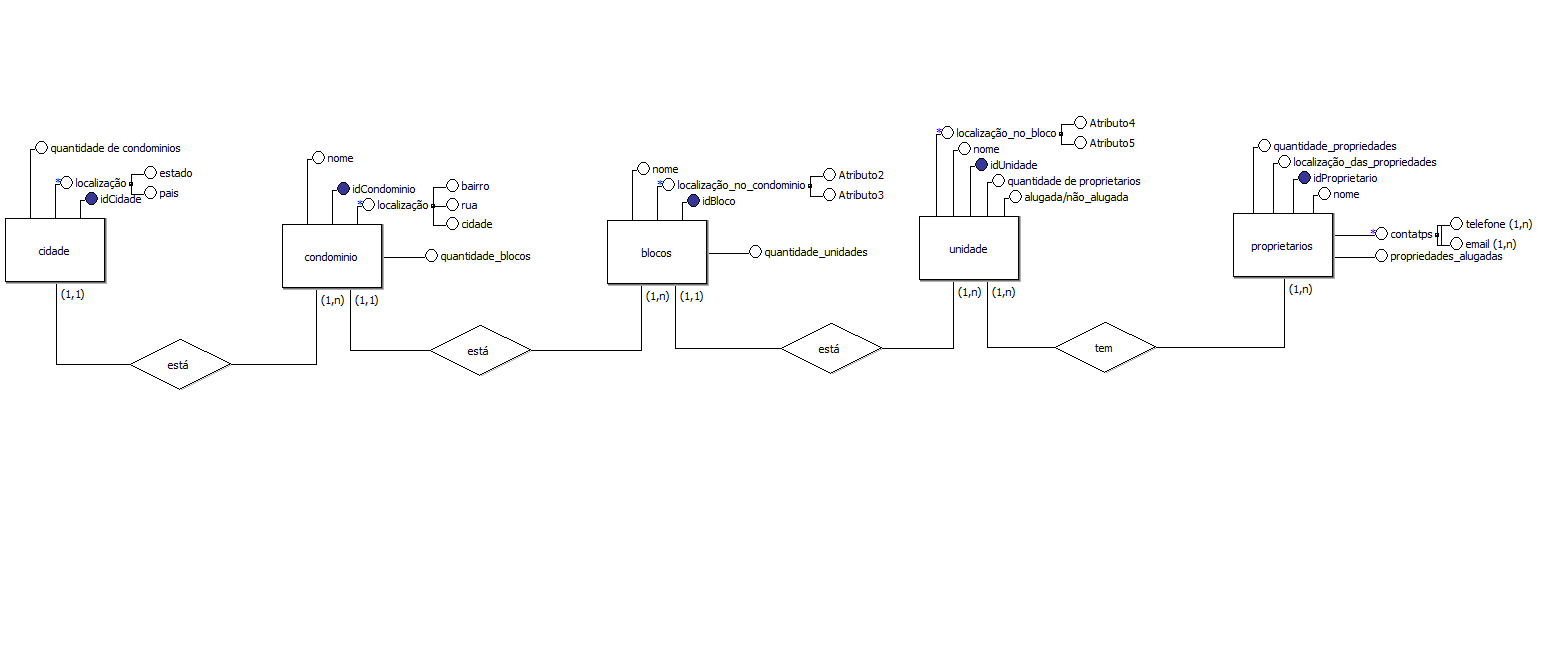 quantidade de condominios
* localização
estado
pais
idCidade
cidade
(1,1)
está
nome
idCondominio
* localização
bairro
rua
cidade
condominio
quantidade_blocos
(1,n)
(1,1)
está
nome
* localização_no_condominio
Atributo2
Atributo3
idBloco
blocos
quantidade_unidades
(1,n)
(1,1)
está
* localização_no_bloco
Atributo4
Atributo5
nome
idUnidade
quantidade de proprietarios
alugada/não_alugada
unidade
(1,n)
(1,n)
tem
quantidade_propriedades
localização_das_propriedades
idProprietario
nome
proprietarios
* contatps
telefone (1,n)
email (1,n)
propriedades_alugadas
(1,n)